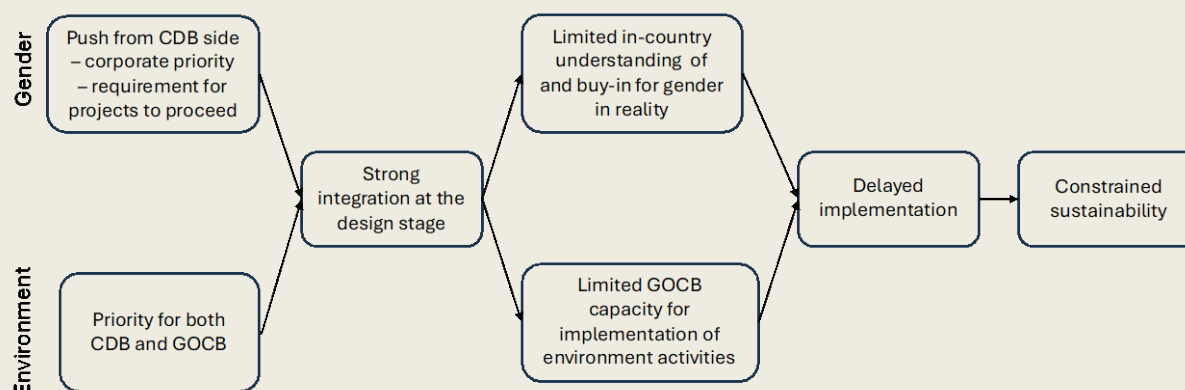 Gender
Push from CDB side
– corporate priority
– requirement for
projects to proceed
Limited in-country
understanding of
and buy-in for gender
in reality
Strong
integration at the
design stage
Delayed
implementation
Constrained
sustainability
Environment
Priority for both
CDB and GOCB
Limited GOCB
capacity for
implementation of
environment activities